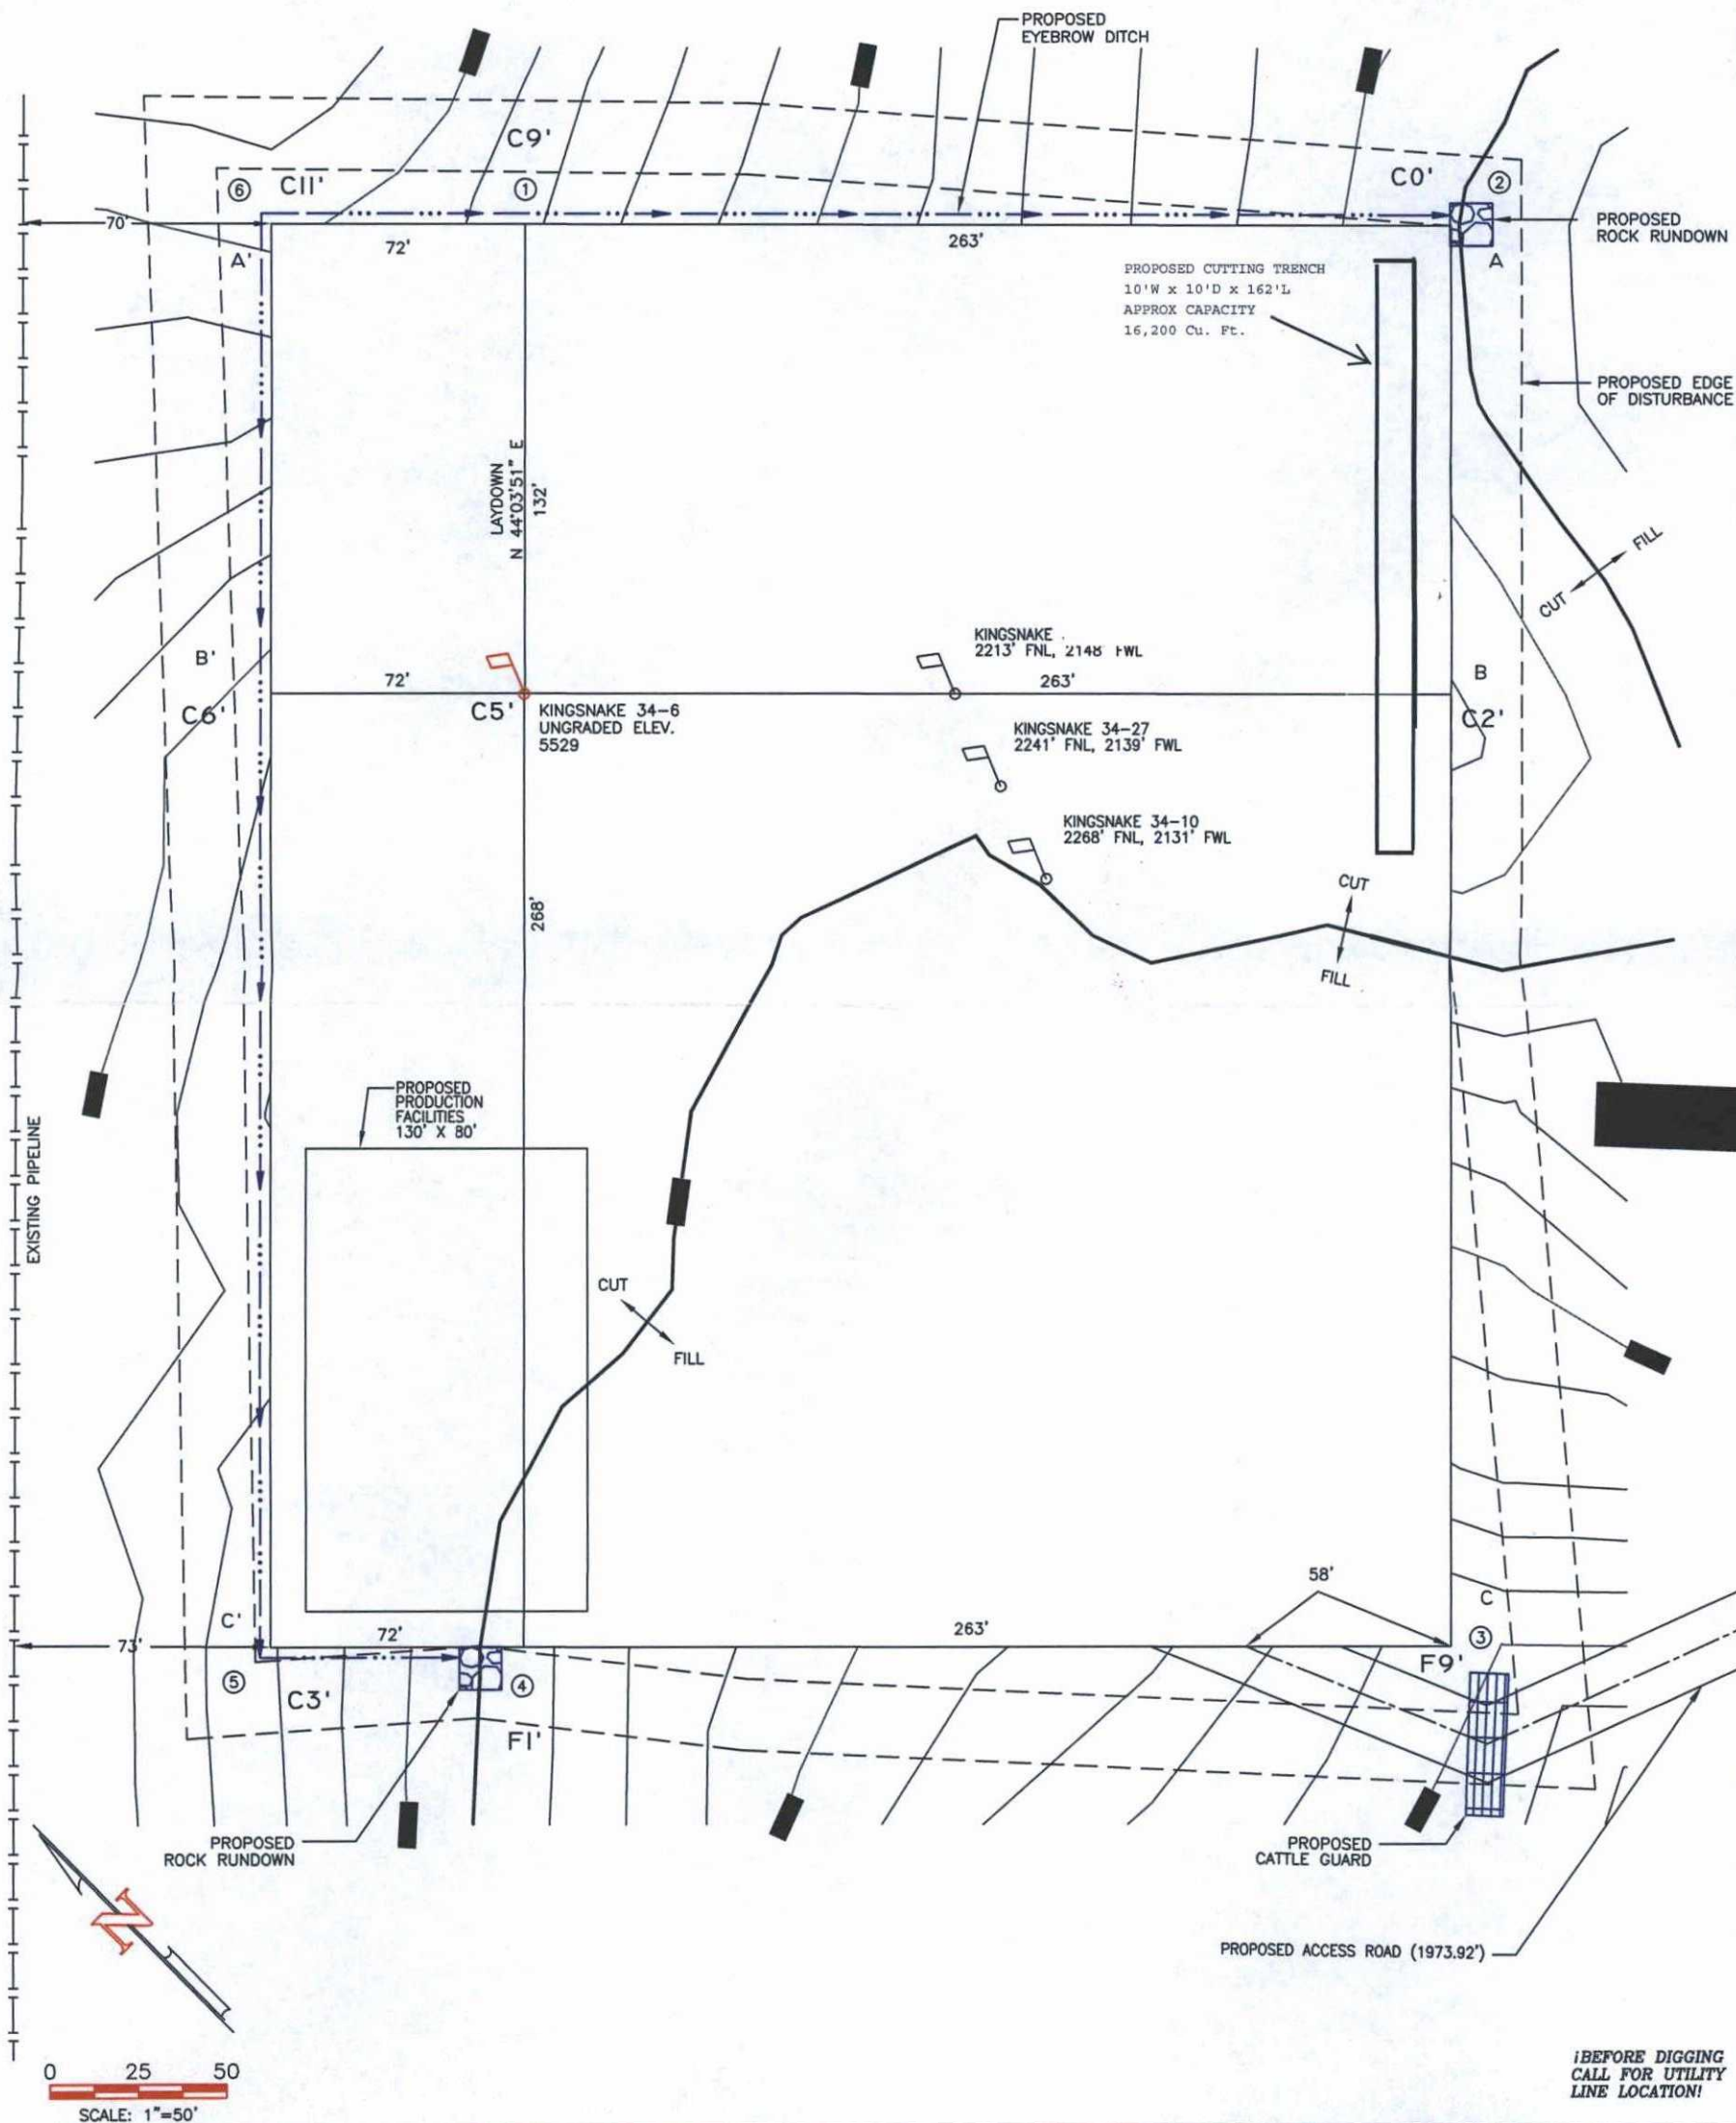 PROPOSED
EYEBROW DITCH
C9'
C11'
⑥
①
C0'
②
70'
72'
263'
PROPOSED
ROCK RUNDOWN
A'
A
PROPOSED CUTTING TRENCH
10'W x 10'D x 162'L
APPROX CAPACITY
16,200 Cu. Ft.
PROPOSED EDGE
OF DISTURBANCE
LAYDOWN
N 44°03'51" E
132'
FILL
CUT
KINGSNAKE
2213' FNL, 2148' FWL
B'
72'
263'
B
C6'
C5'
KINGSNAKE 34-6
UNGRADED ELEV.
5529
C2'
KINGSNAKE 34-27
2241' FNL, 2139' FWL
KINGSNAKE 34-10
2268' FNL, 2131' FWL
268'
CUT
FILL
PROPOSED
PRODUCTION
FACILITIES
130' X 80'
EXISTING PIPELINE
CUT
FILL
58'
C'
C
73'
72'
263'
③
F9'
⑤
C3'
④
F1'
PROPOSED
ROCK RUNDOWN
PROPOSED
CATTLE GUARD
N
PROPOSED ACCESS ROAD (1973.92')
0 25 50
SCALE: 1"=50'
¡BEFORE DIGGING
CALL FOR UTILITY
LINE LOCATION!